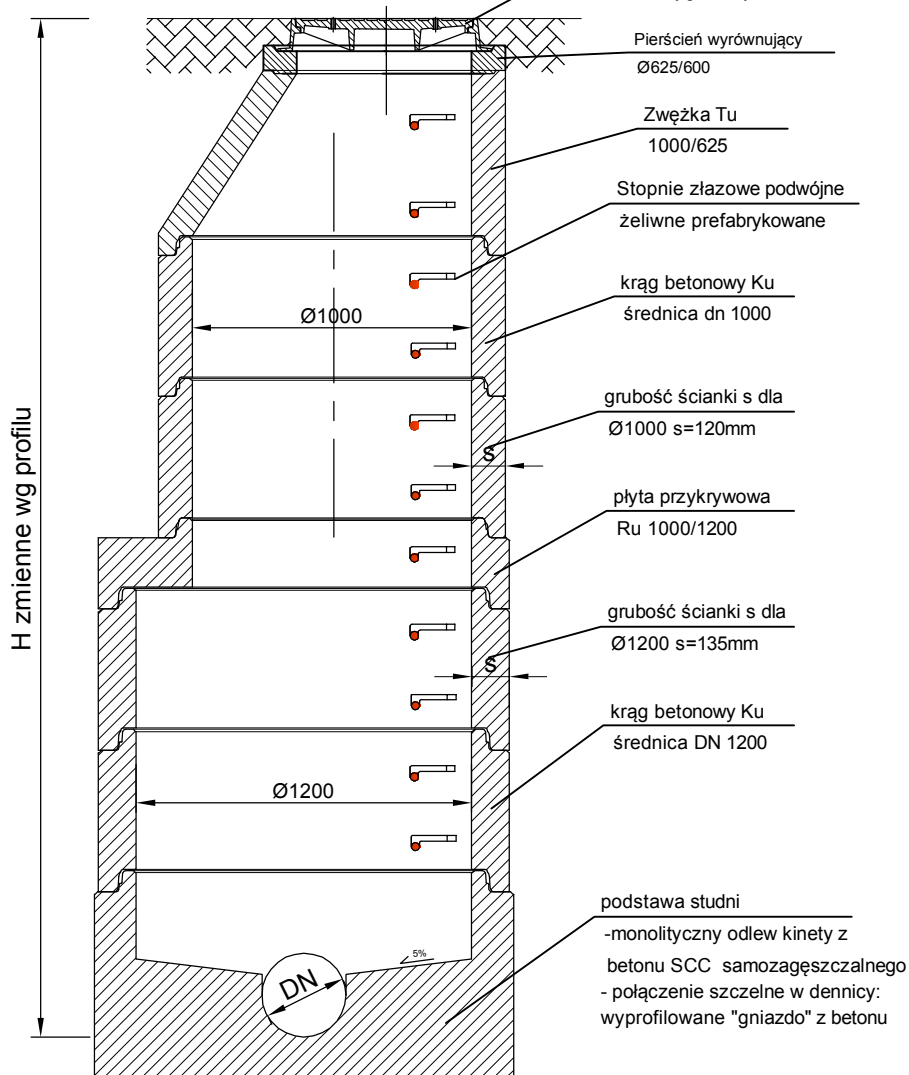 Pierścień wyrównujący
Ø625/600
Zwężka Tu
1000/625
Stopnie złazowe podwójne
żeliwne prefabrykowane
krąg betonowy Ku
średnica dn 1000
Ø1000
grubość ścianki s dla
Ø1000 s=120mm
S
płyta przykrywowa
Ru 1000/1200
H zmienne wg profilu
grubość ścianki s dla
Ø1200 s=135mm
S
krąg betonowy Ku
średnica DN 1200
Ø1200
podstawa studni
-monolityczny odlew kinety z
betonu SCC samozagęszczalnego
- połączenie szczelne w dennicy:
wyprofilowane "gniazdo" z betonu
5%
DN